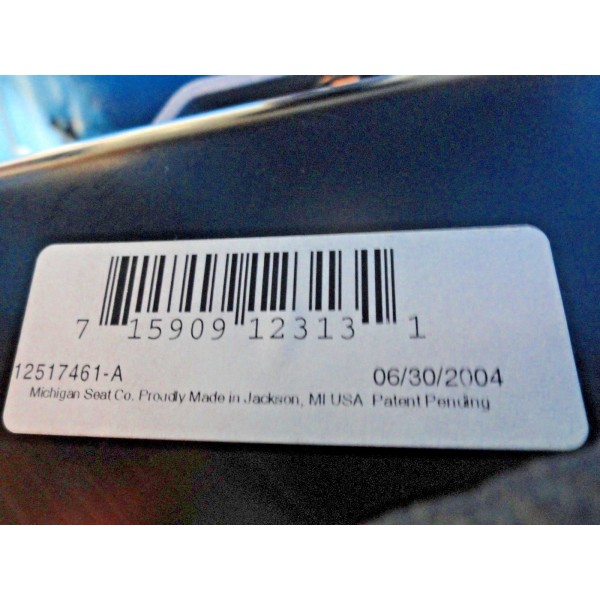 7 15909 12313 1
12517461-A 06/30/2004
Michigan Seat Co. Proudly Made in Jackson, MI USA Patent Pending